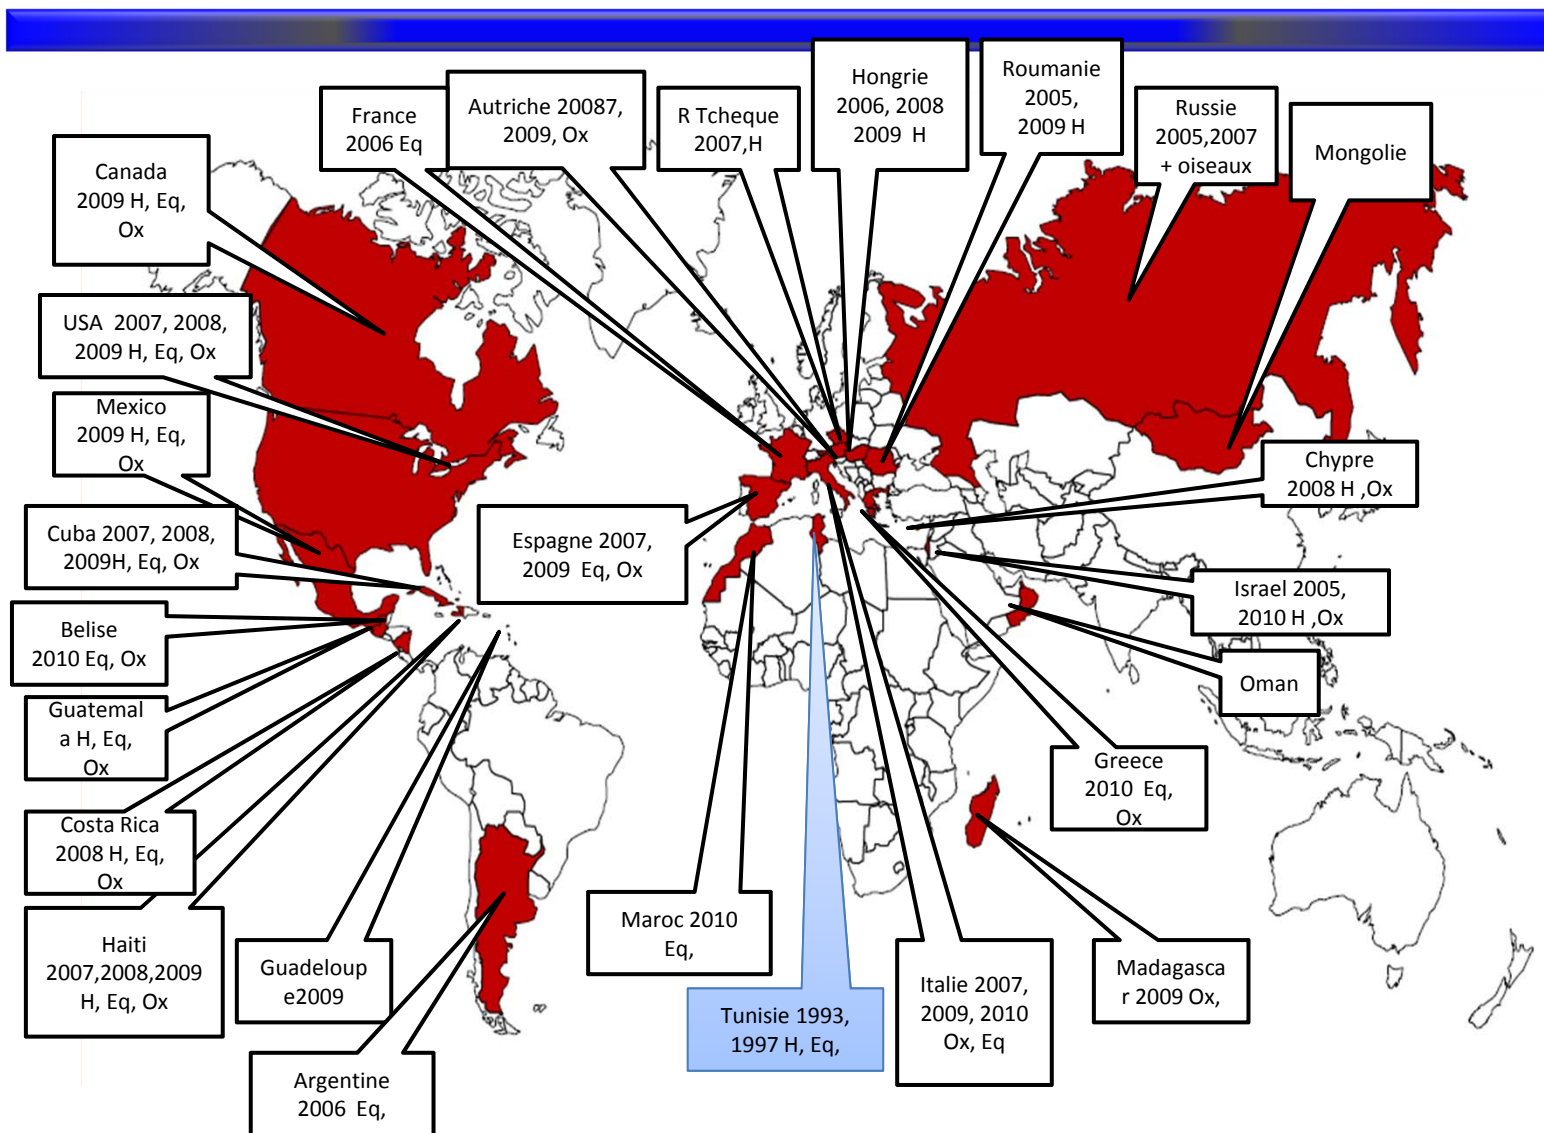 France
2006 Eq
Autriche 20087,
2009, Ox
R Tcheque
2007,H
Hongrie
2006, 2008
2009 H
Roumanie
2005,
2009 H
Russie
2005,2007
+ oiseaux
Mongolie
Canada
2009 H, Eq,
Ox
USA 2007, 2008,
2009 H, Eq, Ox
Mexico
2009 H, Eq,
Ox
Cuba 2007, 2008,
2009H, Eq, Ox
Espagne 2007,
2009 Eq, Ox
Chypre
2008 H ,Ox
Israel 2005,
2010 H ,Ox
Belise
2010 Eq, Ox
Oman
Guatemal
a H, Eq,
Ox
Greece
2010 Eq,
Ox
Costa Rica
2008 H, Eq,
Ox
Haiti
2007,2008,2009
H, Eq, Ox
Guadeloup
e2009
Maroc 2010
Eq,
Italie 2007,
2009, 2010
Ox, Eq
Madagasca
r 2009 Ox,
Tunisie 1993,
1997 H, Eq,
Argentine
2006 Eq,